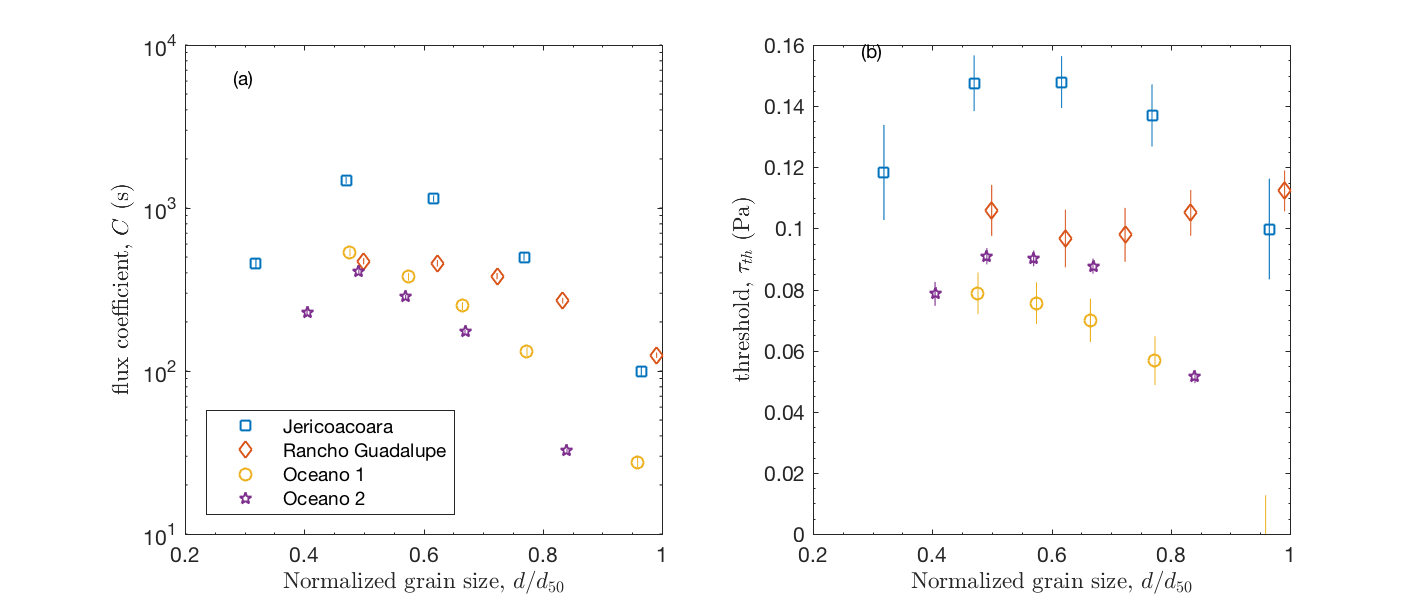 (a)
10^4
10^3
10^2
10^1
flux coefficient, C (s)
Jericoacoara
Rancho Guadalupe
Oceano 1
Oceano 2
0.2 0.4 0.6 0.8 1
Normalized grain size, d/d_50
(b)
0.16
0.14
0.12
0.1
0.08
0.06
0.04
0.02
0
threshold, τ_th (Pa)
0.2 0.4 0.6 0.8 1
Normalized grain size, d/d_50